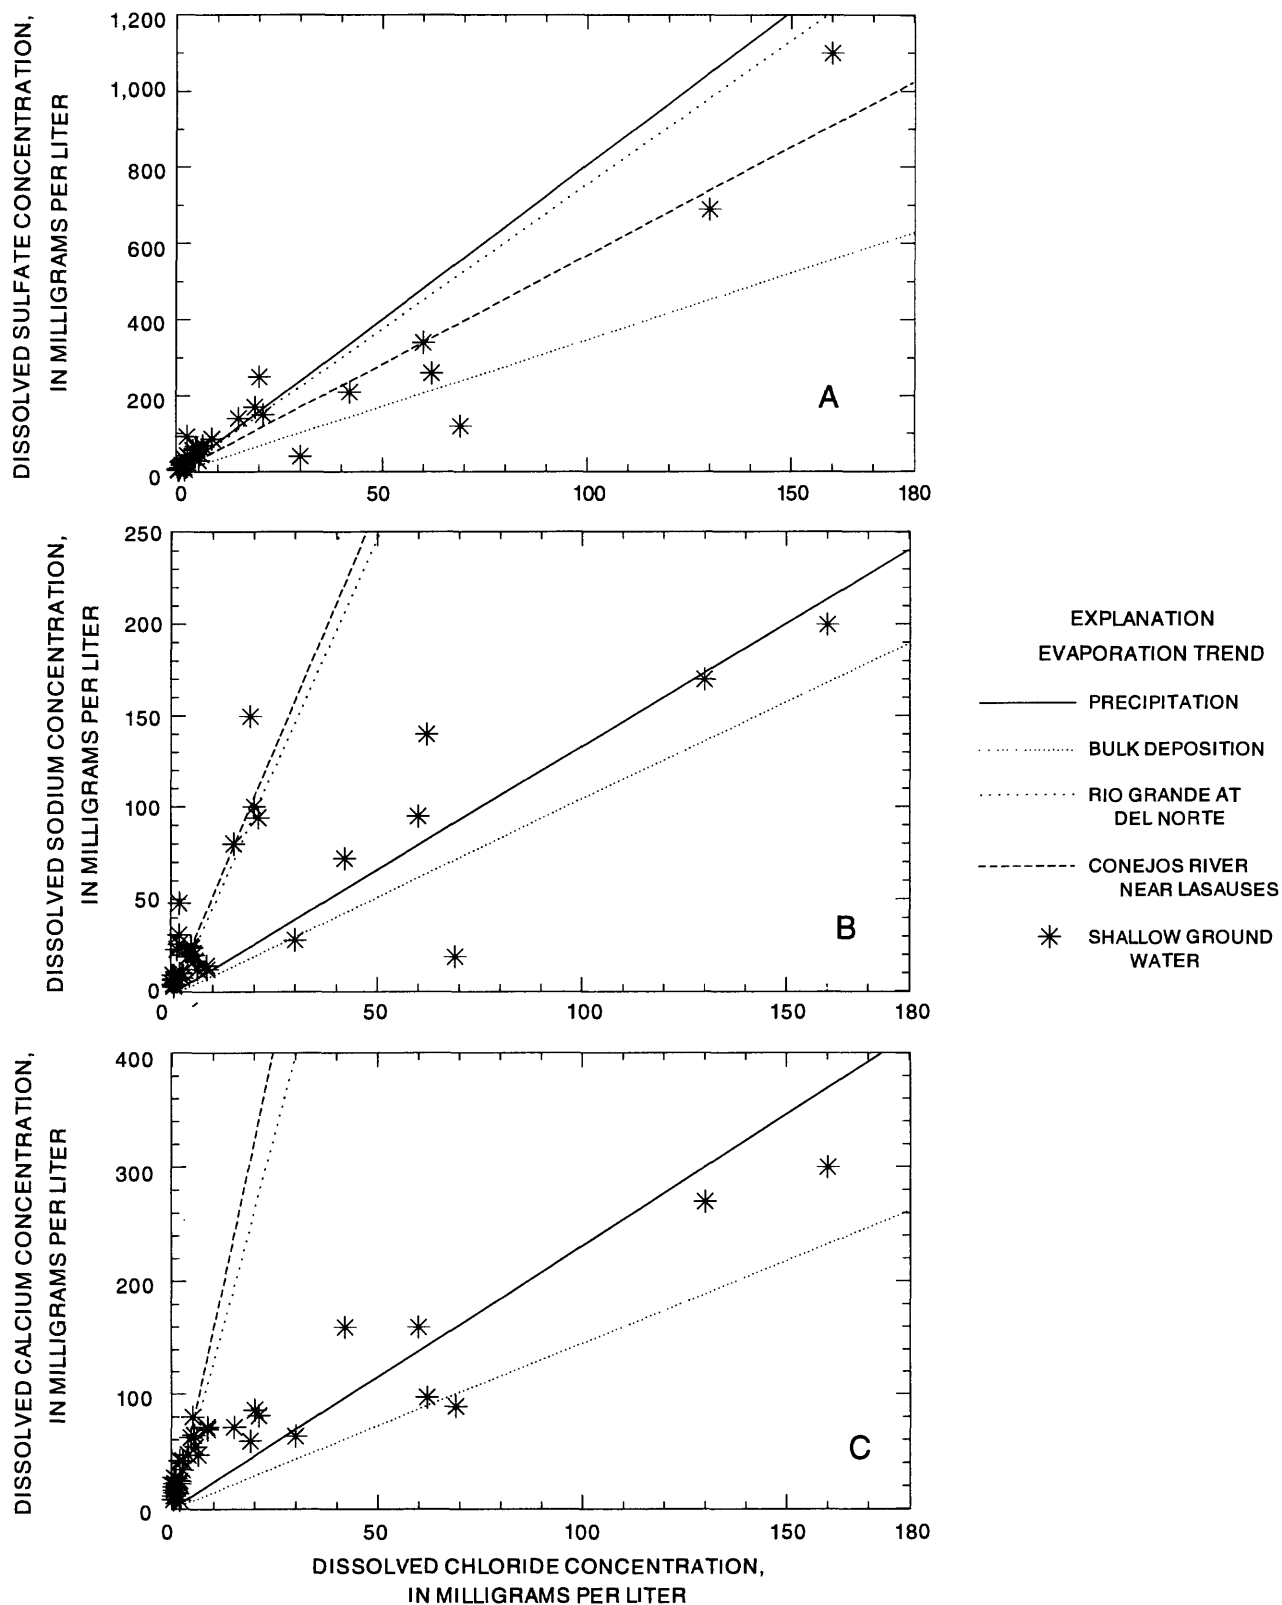 DISSOLVED SULFATE CONCENTRATION,
IN MILLIGRAMS PER LITER
1,200
1,000
800
600
400
200
0
A
0 50 100 150 180
DISSOLVED SODIUM CONCENTRATION,
IN MILLIGRAMS PER LITER
250
200
150
100
50
0
B
0 50 100 150 180
EXPLANATION
EVAPORATION TREND
PRECIPITATION
BULK DEPOSITION
RIO GRANDE AT
DEL NORTE
CONEJOS RIVER
NEAR LASAUSES
SHALLOW GROUND
WATER
DISSOLVED CALCIUM CONCENTRATION,
IN MILLIGRAMS PER LITER
400
300
200
100
0
C
0 50 100 150 180
DISSOLVED CHLORIDE CONCENTRATION,
IN MILLIGRAMS PER LITER